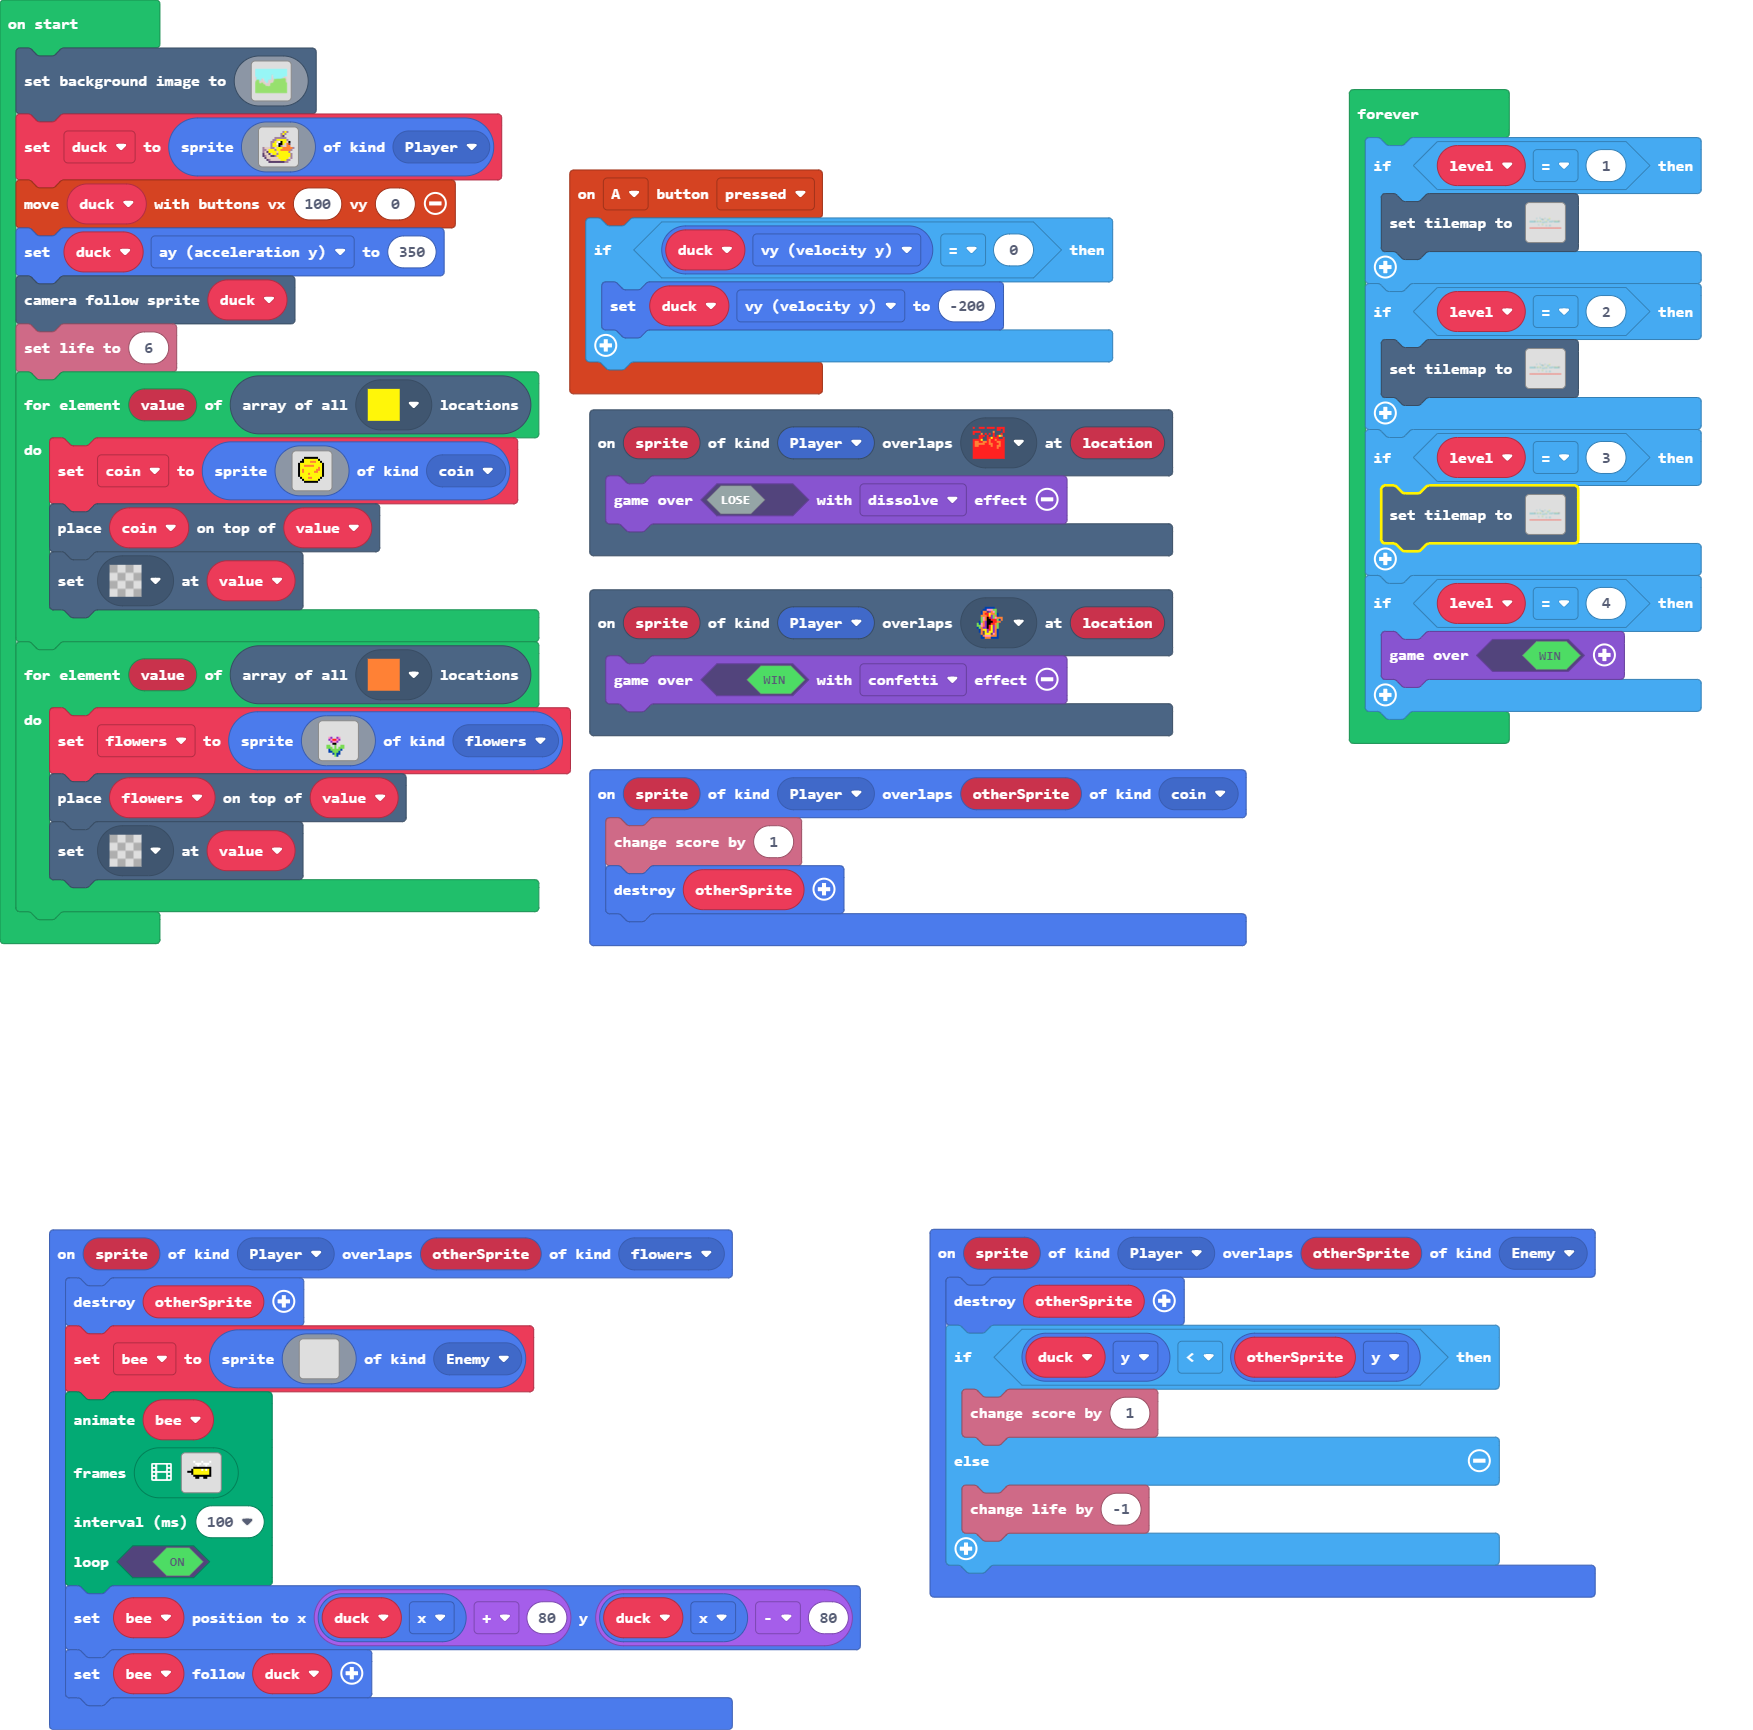 on start
set background image to
set duck to sprite of kind Player
move duck with buttons vx 100 vy 0
set duck ay (acceleration y) to 350
camera follow sprite duck
set life to 6
for element value of array of all locations
do
set coin to sprite of kind coin
place coin on top of value
set at value
for element value of array of all locations
do
set flowers to sprite of kind flowers
place flowers on top of value
set at value
on A button pressed
if duck vy (velocity y) = 0 then
set duck vy (velocity y) to -200
on sprite of kind Player overlaps at location
game over LOSE with dissolve effect
on sprite of kind Player overlaps at location
game over WIN with confetti effect
on sprite of kind Player overlaps otherSprite of kind coin
change score by 1
destroy otherSprite
forever
if level = 1 then
set tilemap to
if level = 2 then
set tilemap to
if level = 3 then
set tilemap to
if level = 4 then
game over WIN
on sprite of kind Player overlaps otherSprite of kind flowers
destroy otherSprite
set bee to sprite of kind Enemy
animate bee
frames
interval (ms) 100
loop ON
set bee position to x duck x + 80 y duck x - 80
set bee follow duck
on sprite of kind Player overlaps otherSprite of kind Enemy
destroy otherSprite
if duck y < otherSprite y then
change score by 1
else
change life by -1